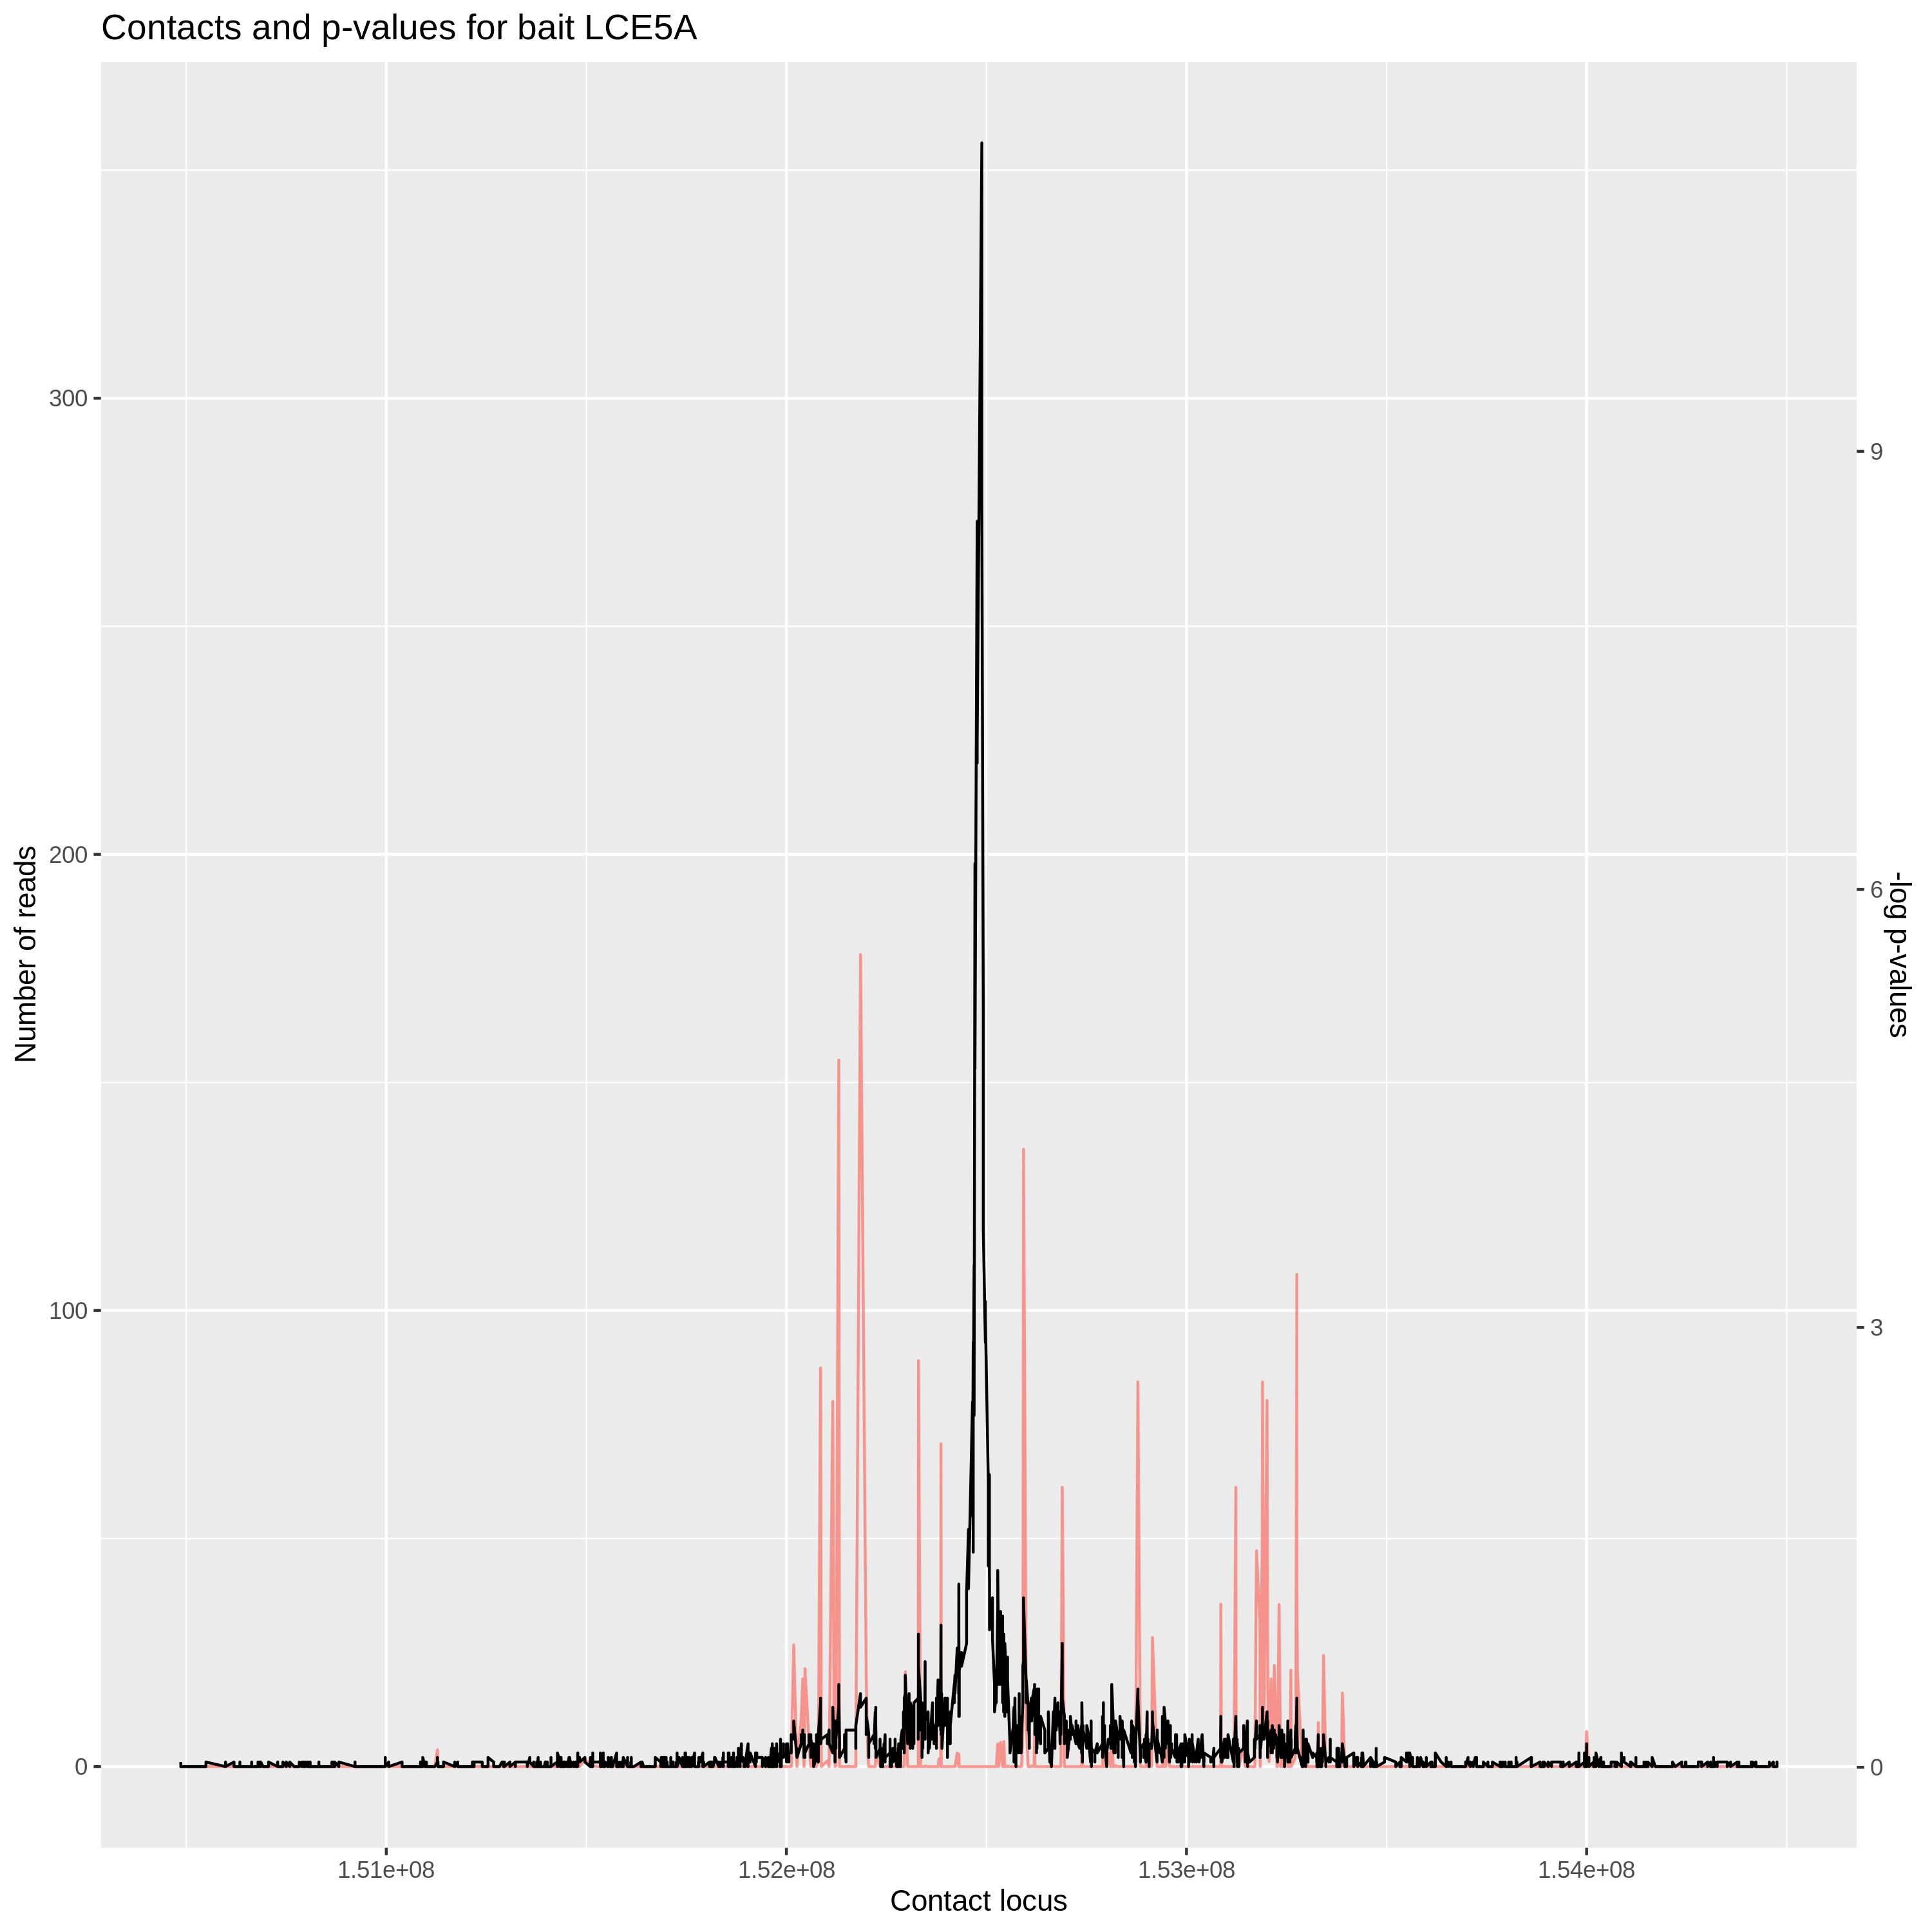 Contacts and p-values for bait LCE5A
Number of reads
300
200
100
0
9
6
3
0
-log p-values
1.51e+08
1.52e+08
1.53e+08
1.54e+08
Contact locus